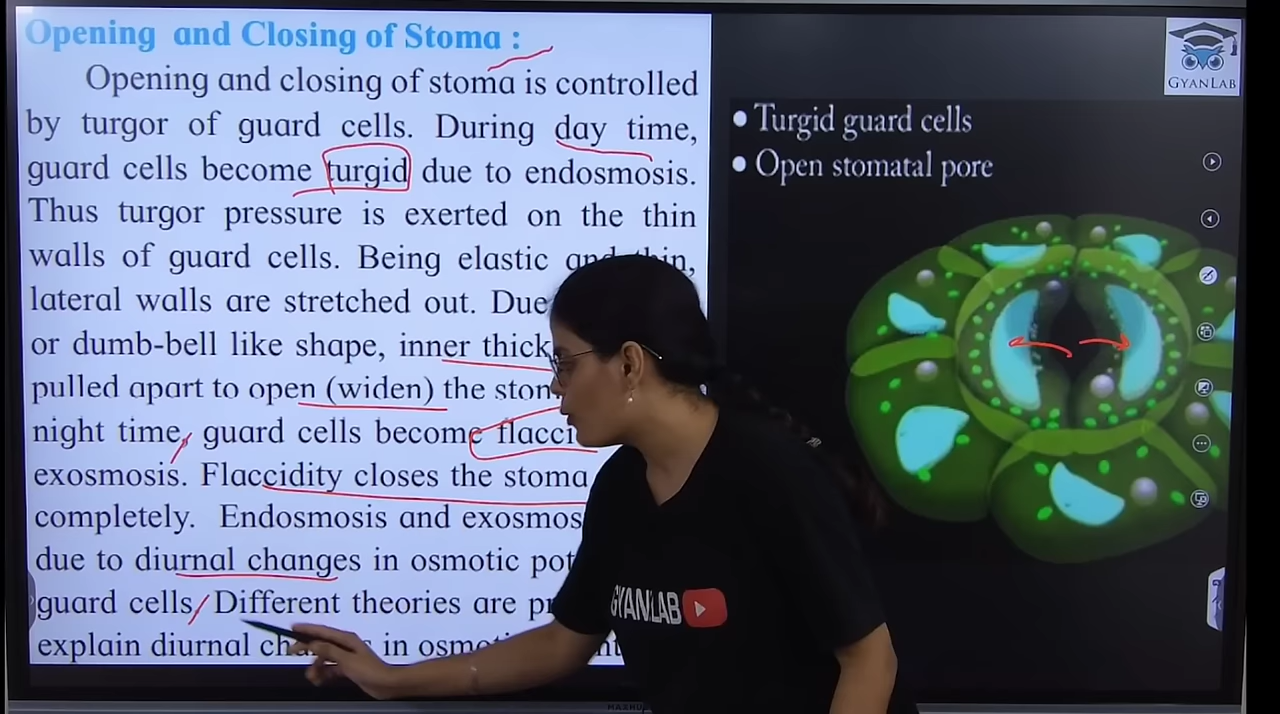 Opening and Closing of Stoma :
Opening and closing of stoma is controlled
by turgor of guard cells. During day time,
guard cells become turgid due to endosmosis.
Thus turgor pressure is exerted on the thin
walls of guard cells. Being elastic and thin,
lateral walls are stretched out. Due
or dumb-bell like shape, inner thick
pulled apart to open (widen) the
night time, guard cells become
exosmosis. Flaccidity closes the stoma
completely. Endosmosis and
due to diurnal changes in osmotic
guard cells. Different theories are
explain diurnal in
• Turgid guard cells
• Open stomatal pore
GYANLAB
GYANLAB